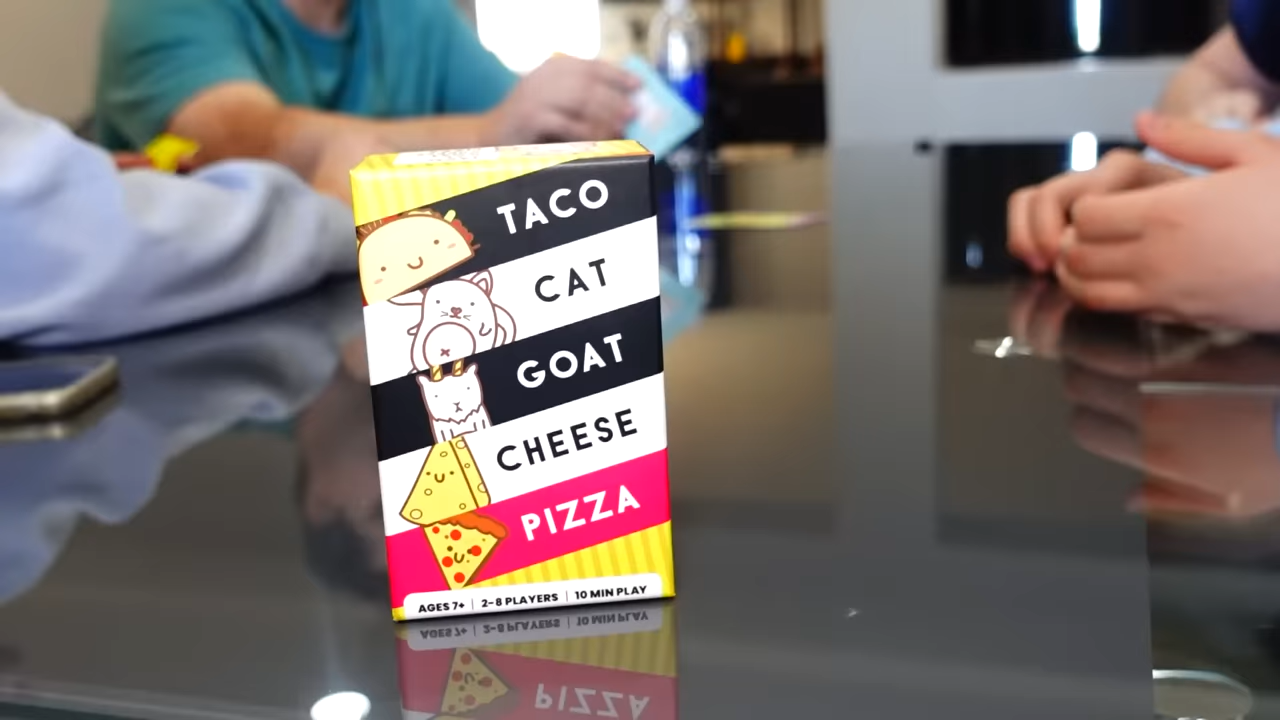 TACO
CAT
GOAT
CHEESE
PIZZA
AGES 7+ | 2-8 PLAYERS | 10 MIN PLAY